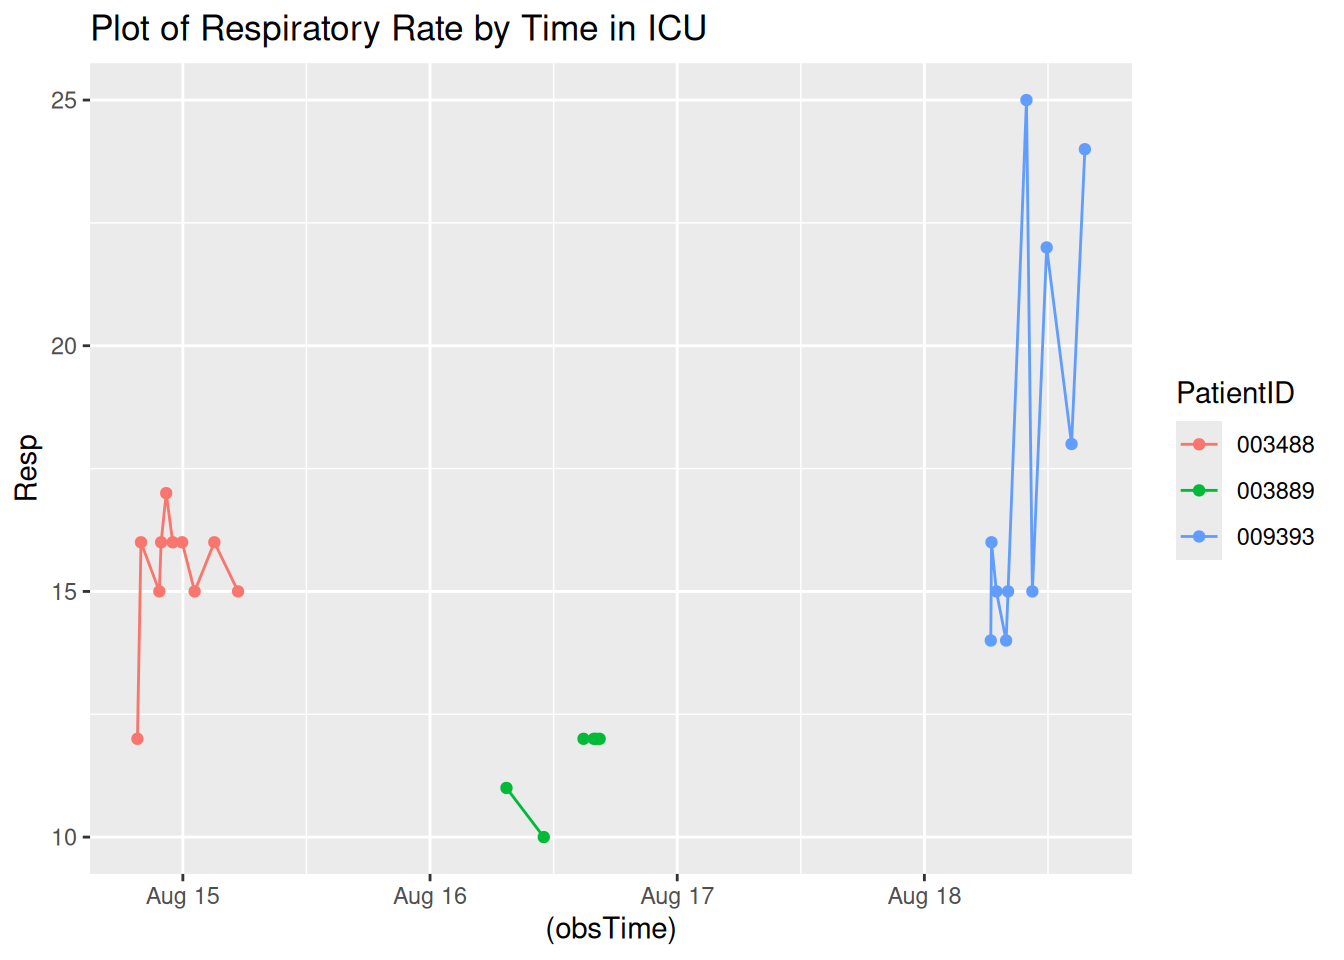 Plot of Respiratory Rate by Time in ICU
25
20
15
10
Resp
Aug 15 Aug 16 Aug 17 Aug 18
(obsTime)
PatientID
003488
003889
009393